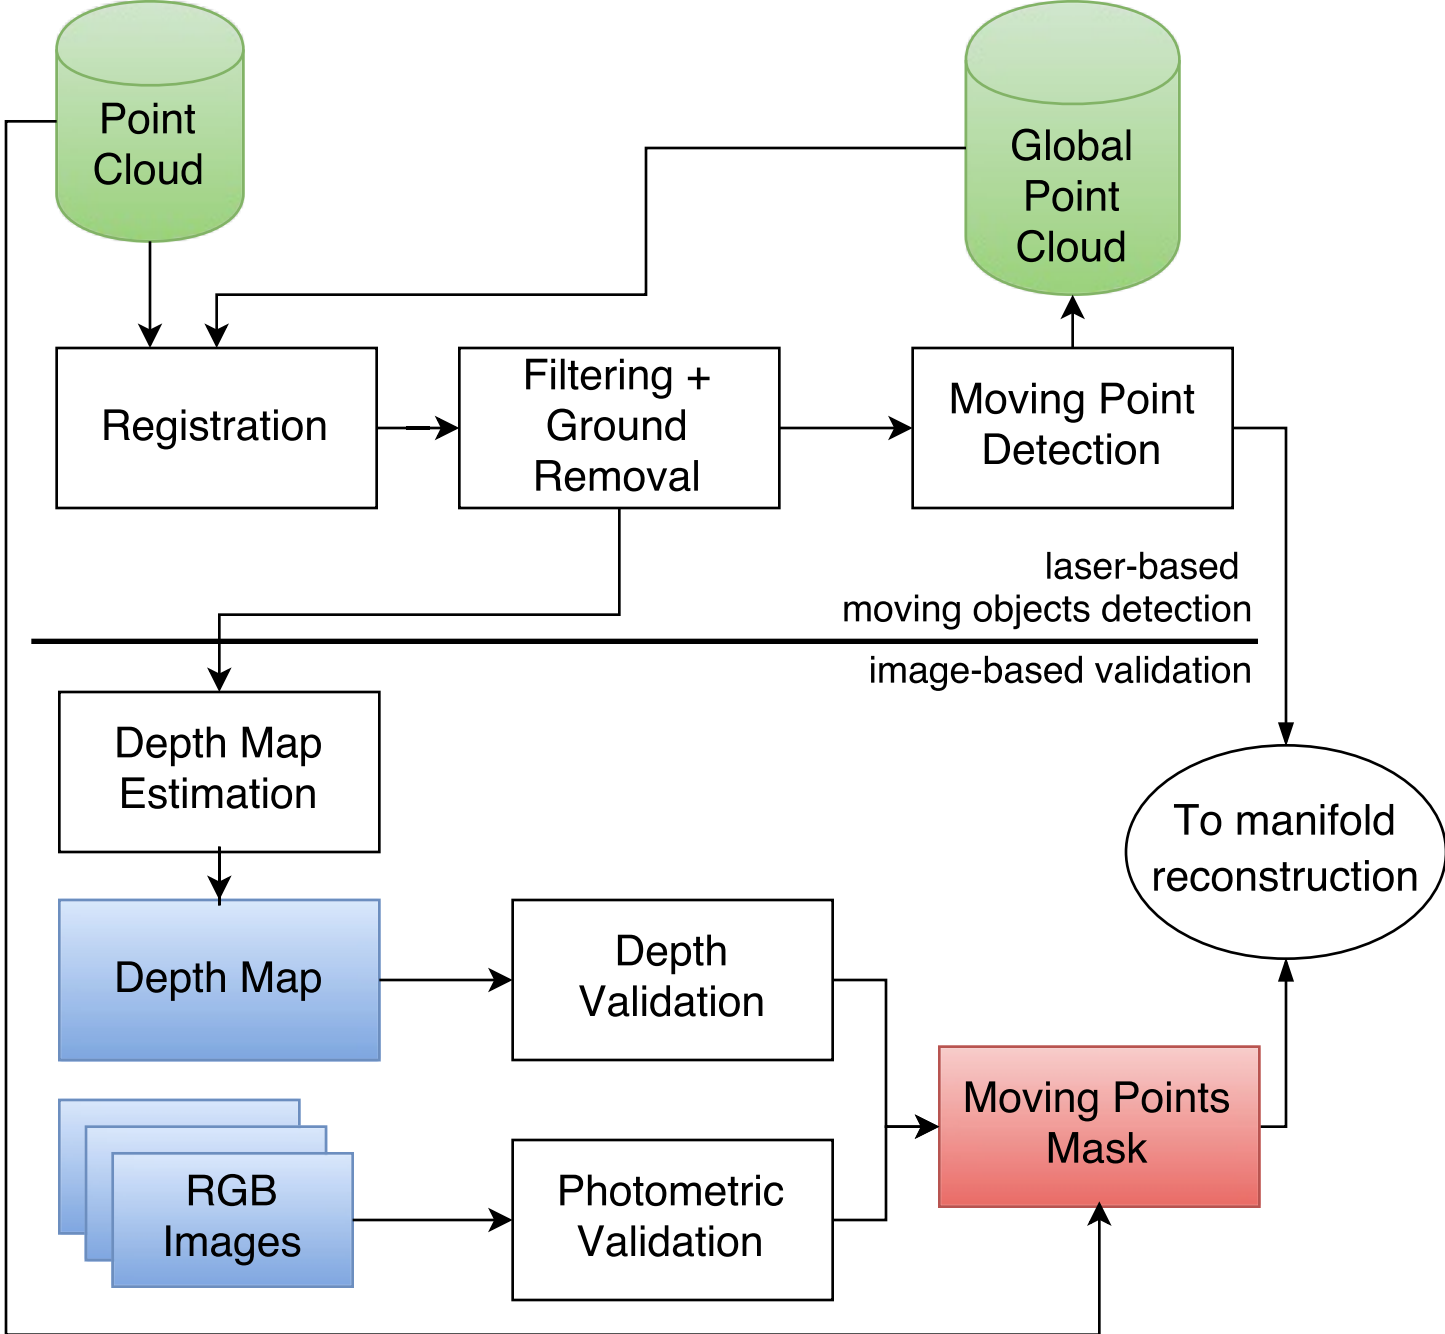 Point
Cloud
Global
Point
Cloud
Registration
Filtering +
Ground
Removal
Moving Point
Detection
laser-based
moving objects detection
image-based validation
Depth Map
Estimation
To manifold
reconstruction
Depth Map
Depth
Validation
Moving Points
Mask
RGB
Images
Photometric
Validation